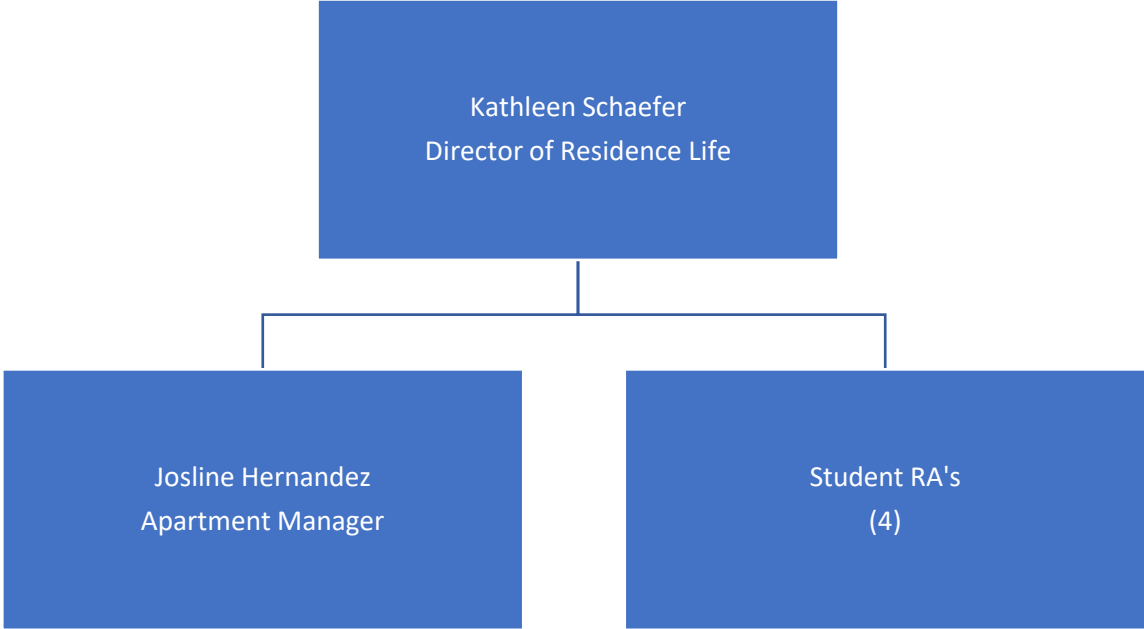 Kathleen Schaefer
Director of Residence Life
Josline Hernandez
Apartment Manager
Student RA's
(4)